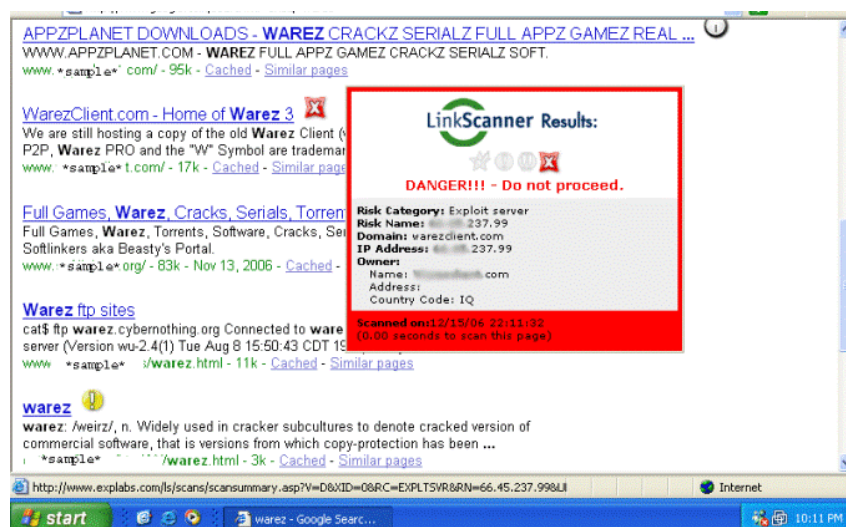 APPZPLANET DOWNLOADS - WAREZ CRACKZ SERIALZ FULL APPZ GAMEZ REAL ...
WWW.APPZPLANET.COM - WAREZ FULL APPZ GAMEZ CRACKZ SERIALZ SOFT.
www. *sample* com/ - 95k - Cached - Similar pages
WarezClient.com - Home of Warez 3
We are still hosting a copy of the old Warez Client (
P2P, Warez PRO and the "W" Symbol are trademar
www. *sample* t.com/ - 17k - Cached - Similar page
Full Games, Warez, Cracks, Serials, Torren
Full Games, Warez, Torrents, Software, Cracks, Se
Softlinkers aka Beasty's Portal.
www. *sample* org/ - 83k - Nov 13, 2006 - Cached -
Warez ftp sites
cat$ ftp warez.cybernothing.org Connected to ware
server (Version wu-2.4(1) Tue Aug 8 15:50:43 CDT 19
www *sample* s/warez.html - 11k - Cached - Similar pages
warez
warez: /weirz/, n. Widely used in cracker subcultures to denote cracked version of
commercial software, that is versions from which copy-protection has been ...
*sample* /warez.html - 3k - Cached - Similar pages
LinkScanner Results:
DANGER!!! - Do not proceed.
Risk Category: Exploit server
Risk Name: 237.99
Domain: warezclient.com
IP Address: 237.99
Owner:
Name: .com
Address:
Country Code: IQ
Scanned on:12/15/06 22:11:32
(0.00 seconds to scan this page)
http://www.explabs.com/ls/scans/scansummary.asp?V=D&XID=0&RC=EXPLTSVR&RN=66.45.237.99&UI
Internet
start
warez - Google Searc...
10:11 PM